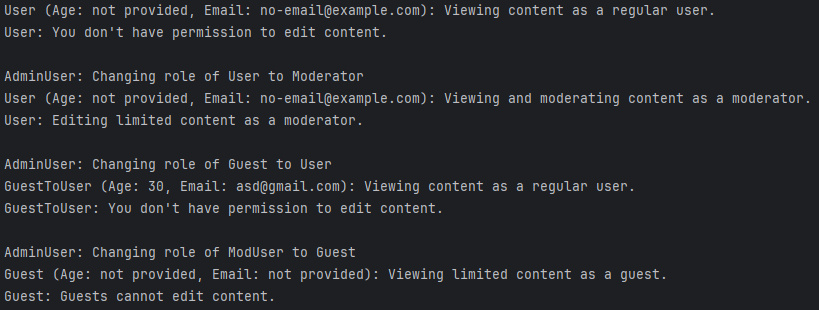 User (Age: not provided, Email: no-email@example.com): Viewing content as a regular user.
User: You don't have permission to edit content.
AdminUser: Changing role of User to Moderator
User (Age: not provided, Email: no-email@example.com): Viewing and moderating content as a moderator.
User: Editing limited content as a moderator.
AdminUser: Changing role of Guest to User
GuestToUser (Age: 30, Email: asd@gmail.com): Viewing content as a regular user.
GuestToUser: You don't have permission to edit content.
AdminUser: Changing role of ModUser to Guest
Guest (Age: not provided, Email: not provided): Viewing limited content as a guest.
Guest: Guests cannot edit content.